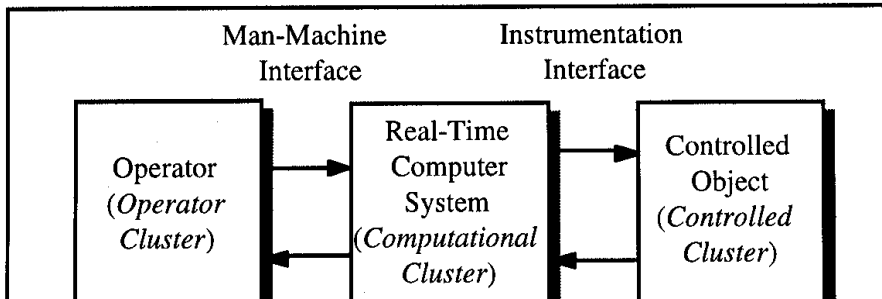 Man-Machine
Interface
Instrumentation
Interface
Operator
(Operator
Cluster)
Real-Time
Computer
System
(Computational
Cluster)
Controlled
Object
(Controlled
Cluster)